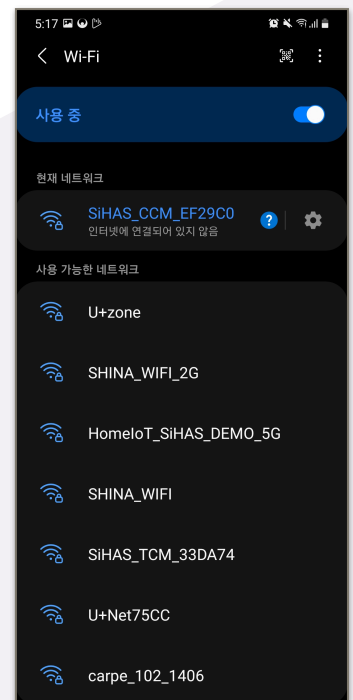 5:17
Wi-Fi
사용 중
현재 네트워크
SiHAS_CCM_EF29C0
인터넷에 연결되어 있지 않음
?
사용 가능한 네트워크
U+zone
SHINA_WIFI_2G
HomeIoT_SiHAS_DEMO_5G
SHINA_WIFI
SiHAS_TCM_33DA74
U+Net75CC
carpe_102_1406